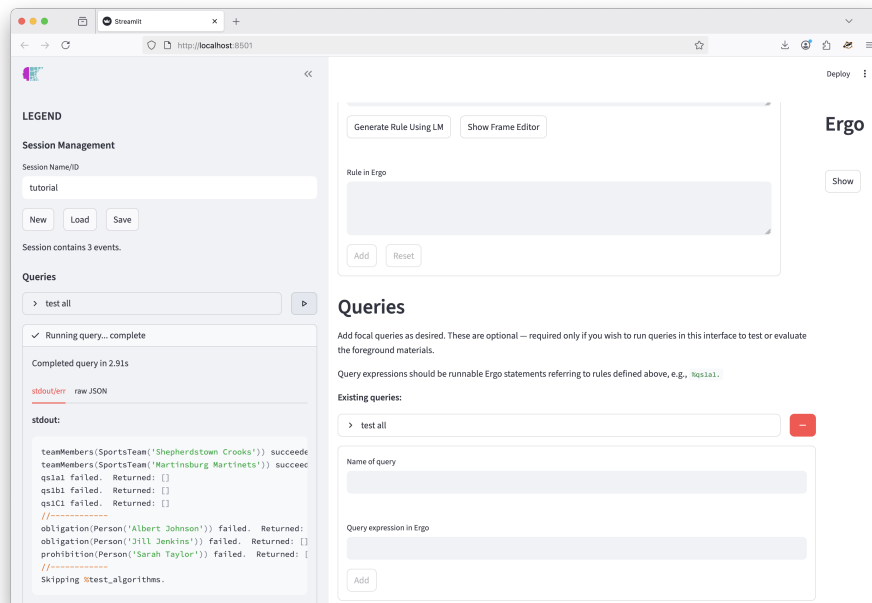 Streamlit
http://localhost:8501
Deploy
LEGEND
Session Management
Session Name/ID
tutorial
New Load Save
Session contains 3 events.
Queries
test all
Running query... complete
Completed query in 2.91s
stdout/err raw JSON
stdout:
teamMembers(SportsTeam('Shepherdstown Crooks')) succeede
teamMembers(SportsTeam('Martinsburg Martinets')) succeed
qs1a1 failed.  Returned: []
qs1b1 failed.  Returned: []
qs1C1 failed.  Returned: []
//------------
obligation(Person('Albert Johnson')) failed.  Returned:
obligation(Person('Jill Jenkins')) failed.  Returned: []
prohibition(Person('Sarah Taylor')) failed.  Returned: [
//------------
Skipping %test_algorithms.
Generate Rule Using LM Show Frame Editor
Rule in Ergo
Add Reset
Queries
Add focal queries as desired. These are optional — required only if you wish to run queries in this interface to test or evaluate
the foreground materials.
Query expressions should be runnable Ergo statements referring to rules defined above, e.g., %qs1a1.
Existing queries:
test all
Name of query
Query expression in Ergo
Add
Ergo
Show